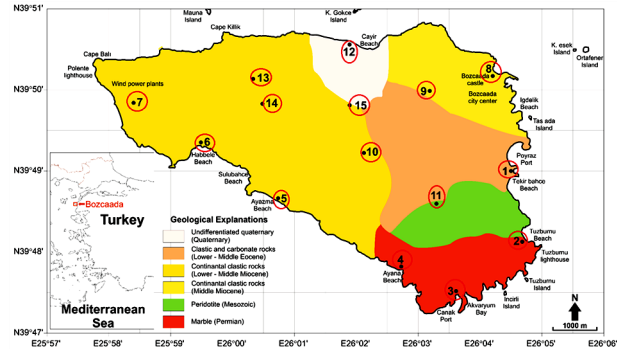 N39°51'
N39°50'
N39°49'
N39°48'
N39°47'
E25°57'
E25°58'
E25°59'
E26°00'
E26°01'
E26°02'
E26°03'
E26°04'
E26°05'
E26°06'
Mauna
Island
Cape Killik
K. Gokce
Island
Cayir
Beach
12
Cape Balı
Polente
lighthouse
Wind power plants
7
13
14
15
9
8
Bozcaada
castle
Bozcaada
city center
K. esek
Island
Ortafener
Island
Igdelik
Beach
Tas ada
Island
Poyraz
Port
1
Tekir bahce
Beach
6
Habbele
Beach
10
Sulubahce
Beach
Ayazma
Beach
5
11
2
Tuzburnu
Beach
Tuzburnu
lighthouse
4
Ayana
Beach
3
Canak
Port
Akvaryum
Bay
Incirli
Island
Tuzburnu
Island
Bozcaada
Turkey
Mediterranean
Sea
Geological Explanations
Undifferentiated quaternary
(Quaternary)
Clastic and carbonate rocks
(Lower - Middle Eocene)
Continantal clastic rocks
(Lower - Middle Miocene)
Continantal clastic rocks
(Middle Miocene)
Peridotite (Mesozoic)
Marble (Permian)
N
1000 m